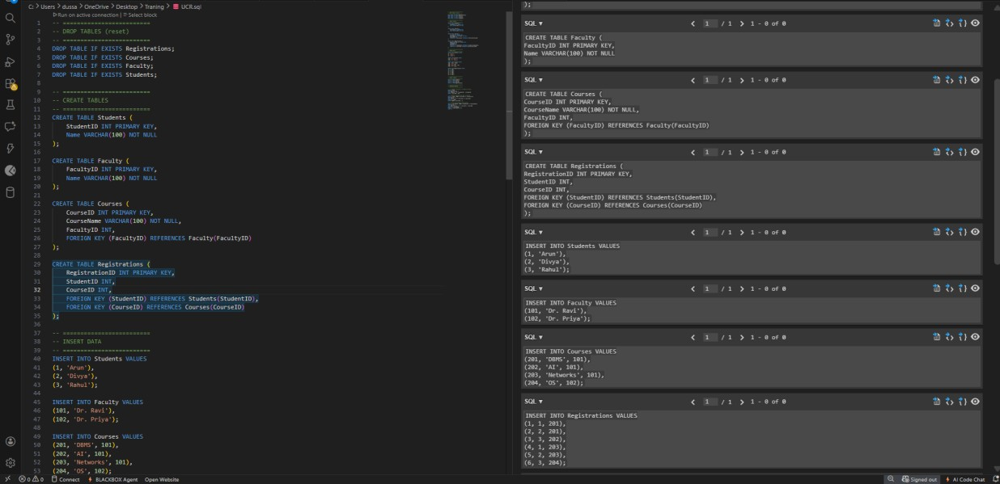 C: > Users > dussa > OneDrive > Desktop > Traning > UCR.sql
Run on active connection | Select block
1 -- =========================
2 -- DROP TABLES (reset)
3 -- =========================
4 DROP TABLE IF EXISTS Registrations;
5 DROP TABLE IF EXISTS Courses;
6 DROP TABLE IF EXISTS Faculty;
7 DROP TABLE IF EXISTS Students;
8
9 -- =========================
10 -- CREATE TABLES
11 -- =========================
12 CREATE TABLE Students (
13 StudentID INT PRIMARY KEY,
14 Name VARCHAR(100) NOT NULL
15 );
16
17 CREATE TABLE Faculty (
18 FacultyID INT PRIMARY KEY,
19 Name VARCHAR(100) NOT NULL
20 );
21
22 CREATE TABLE Courses (
23 CourseID INT PRIMARY KEY,
24 CourseName VARCHAR(100) NOT NULL,
25 FacultyID INT,
26 FOREIGN KEY (FacultyID) REFERENCES Faculty(FacultyID)
27 );
28
29 CREATE TABLE Registrations (
30 RegistrationID INT PRIMARY KEY,
31 StudentID INT,
32 CourseID INT,
33 FOREIGN KEY (StudentID) REFERENCES Students(StudentID),
34 FOREIGN KEY (CourseID) REFERENCES Courses(CourseID)
35 );
36
37 -- =========================
38 -- INSERT DATA
39 -- =========================
40 INSERT INTO Students VALUES
41 (1, 'Arun'),
42 (2, 'Divya'),
43 (3, 'Rahul');
44
45 INSERT INTO Faculty VALUES
46 (101, 'Dr. Ravi'),
47 (102, 'Dr. Priya');
48
49 INSERT INTO Courses VALUES
50 (201, 'DBMS', 101),
51 (202, 'AI', 101),
52 (203, 'Networks', 101),
53 (204, 'OS', 102);
);
SQL ▼ < 1 / 1 > 1 - 0 of 0
CREATE TABLE Faculty (
FacultyID INT PRIMARY KEY,
Name VARCHAR(100) NOT NULL
);
SQL ▼ < 1 / 1 > 1 - 0 of 0
CREATE TABLE Courses (
CourseID INT PRIMARY KEY,
CourseName VARCHAR(100) NOT NULL,
FacultyID INT,
FOREIGN KEY (FacultyID) REFERENCES Faculty(FacultyID)
);
SQL ▼ < 1 / 1 > 1 - 0 of 0
CREATE TABLE Registrations (
RegistrationID INT PRIMARY KEY,
StudentID INT,
CourseID INT,
FOREIGN KEY (StudentID) REFERENCES Students(StudentID),
FOREIGN KEY (CourseID) REFERENCES Courses(CourseID)
);
SQL ▼ < 1 / 1 > 1 - 0 of 0
INSERT INTO Students VALUES
(1, 'Arun'),
(2, 'Divya'),
(3, 'Rahul');
SQL ▼ < 1 / 1 > 1 - 0 of 0
INSERT INTO Faculty VALUES
(101, 'Dr. Ravi'),
(102, 'Dr. Priya');
SQL ▼ < 1 / 1 > 1 - 0 of 0
INSERT INTO Courses VALUES
(201, 'DBMS', 101),
(202, 'AI', 101),
(203, 'Networks', 101),
(204, 'OS', 102);
SQL ▼ < 1 / 1 > 1 - 0 of 0
INSERT INTO Registrations VALUES
(1, 1, 201),
(2, 2, 201),
(3, 3, 202),
(4, 1, 203),
(5, 2, 203),
(6, 3, 204);
0 0 Connect BLACKBOX Agent Open Website Signed out AI Code Chat